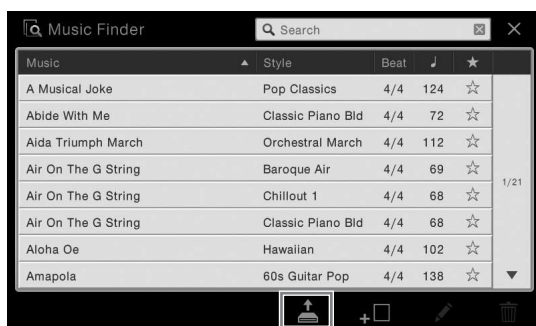 Music Finder Search
Music Style Beat ♩ ★
A Musical Joke Pop Classics 4/4 124 ☆
Abide With Me Classic Piano Bld 4/4 72 ☆
Aida Triumph March Orchestral March 4/4 112 ☆
Air On The G String Baroque Air 4/4 69 ☆
Air On The G String Chillout 1 4/4 68 ☆
Air On The G String Classic Piano Bld 4/4 68 ☆
Aloha Oe Hawaiian 4/4 102 ☆
Amapola 60s Guitar Pop 4/4 138 ☆
1/21